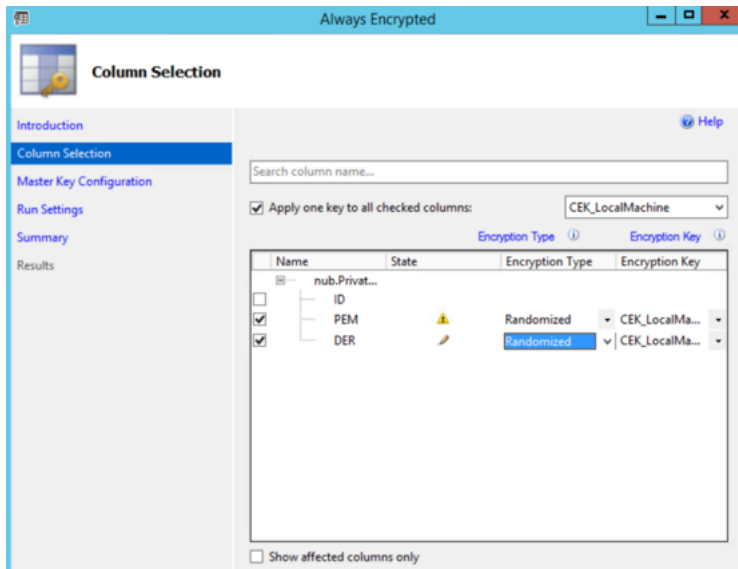 Always Encrypted
Column Selection
Introduction
Column Selection
Master Key Configuration
Run Settings
Summary
Results
Help
Search column name...
Apply one key to all checked columns: CEK_LocalMachine
Encryption Type Encryption Key
Name State Encryption Type Encryption Key
nub.Privat...
ID
PEM Randomized CEK_LocalMa...
DER Randomized CEK_LocalMa...
Show affected columns only